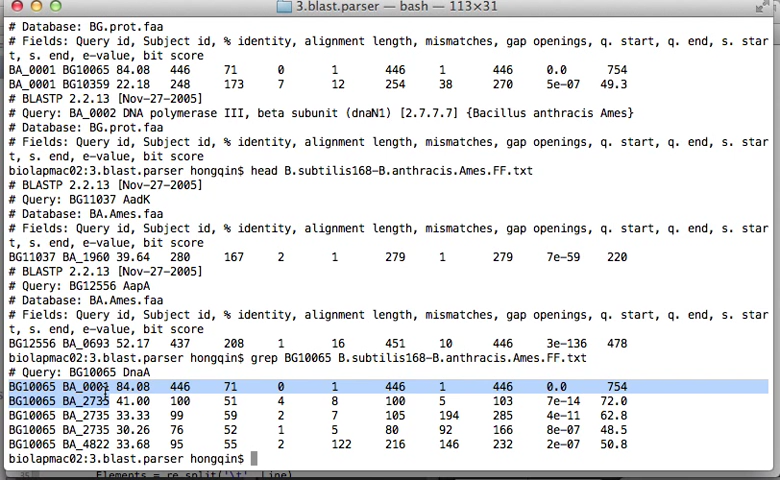 3.blast.parser — bash — 113×31
# Database: BG.prot.faa
# Fields: Query id, Subject id, % identity, alignment length, mismatches, gap openings, q. start, q. end, s. star
t, s. end, e-value, bit score
BA_0001 BG10065 84.08 446 71 0 1 446 1 446 0.0 754
BA_0001 BG10359 22.18 248 173 7 12 254 38 270 5e-07 49.3
# BLASTP 2.2.13 [Nov-27-2005]
# Query: BA_0002 DNA polymerase III, beta subunit (dnaN1) [2.7.7.7] {Bacillus anthracis Ames}
# Database: BG.prot.faa
# Fields: Query id, Subject id, % identity, alignment length, mismatches, gap openings, q. start, q. end, s. star
t, s. end, e-value, bit score
biolapmac02:3.blast.parser hongqin$ head B.subtilis168-B.anthracis.Ames.FF.txt
# BLASTP 2.2.13 [Nov-27-2005]
# Query: BG11037 AadK
# Database: BA.Ames.faa
# Fields: Query id, Subject id, % identity, alignment length, mismatches, gap openings, q. start, q. end, s. star
t, s. end, e-value, bit score
BG11037 BA_1960 39.64 280 167 2 1 279 1 279 7e-59 220
# BLASTP 2.2.13 [Nov-27-2005]
# Query: BG12556 AapA
# Database: BA.Ames.faa
# Fields: Query id, Subject id, % identity, alignment length, mismatches, gap openings, q. start, q. end, s. star
t, s. end, e-value, bit score
BG12556 BA_0693 52.17 437 208 1 16 451 10 446 3e-136 478
biolapmac02:3.blast.parser hongqin$ grep BG10065 B.subtilis168-B.anthracis.Ames.FF.txt
# Query: BG10065 DnaA
BG10065 BA_0001 84.08 446 71 0 1 446 1 446 0.0 754
BG10065 BA_2735 41.00 100 51 4 8 100 5 103 7e-14 72.0
BG10065 BA_2735 33.33 99 59 2 7 105 194 285 4e-11 62.8
BG10065 BA_2735 30.26 76 52 1 5 80 92 166 8e-07 48.5
BG10065 BA_4822 33.68 95 55 2 122 216 146 232 2e-07 50.8
biolapmac02:3.blast.parser hongqin$
Elements = re.split('\t' ,line)